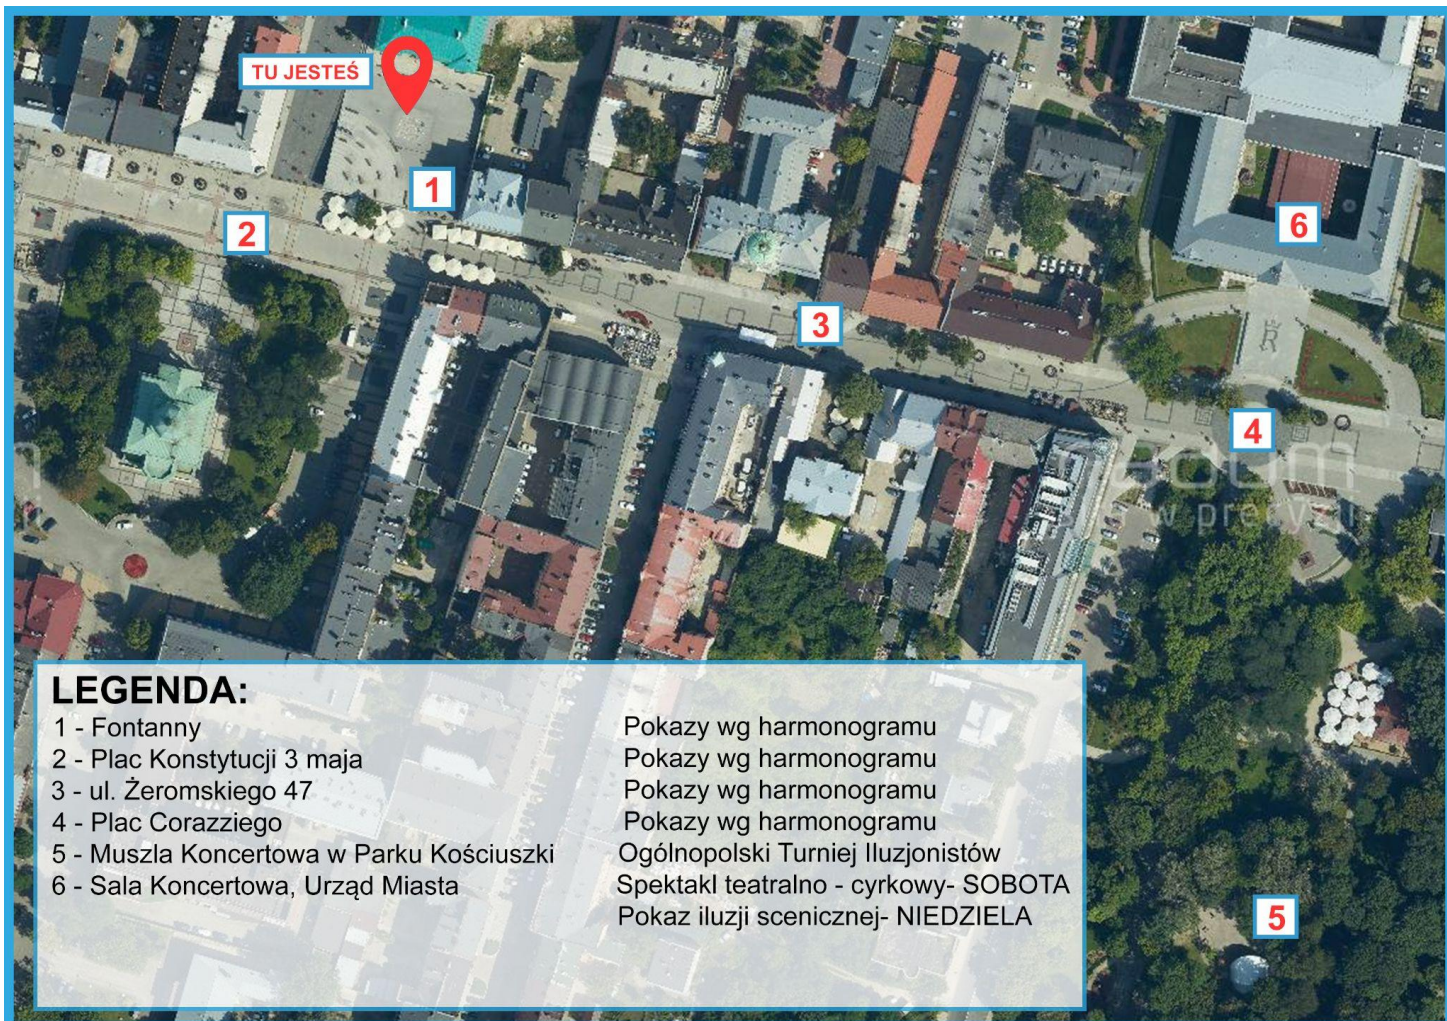 TU JESTEŚ
1
2
3
6
4
5
LEGENDA:
1 - Fontanny Pokazy wg harmonogramu
2 - Plac Konstytucji 3 maja Pokazy wg harmonogramu
3 - ul. Żeromskiego 47 Pokazy wg harmonogramu
4 - Plac Corazziego Pokazy wg harmonogramu
5 - Muszla Koncertowa w Parku Kościuszki Ogólnopolski Turniej Iluzjonistów
6 - Sala Koncertowa, Urząd Miasta Spektakl teatralno - cyrkowy- SOBOTA
Pokaz iluzji scenicznej- NIEDZIELA